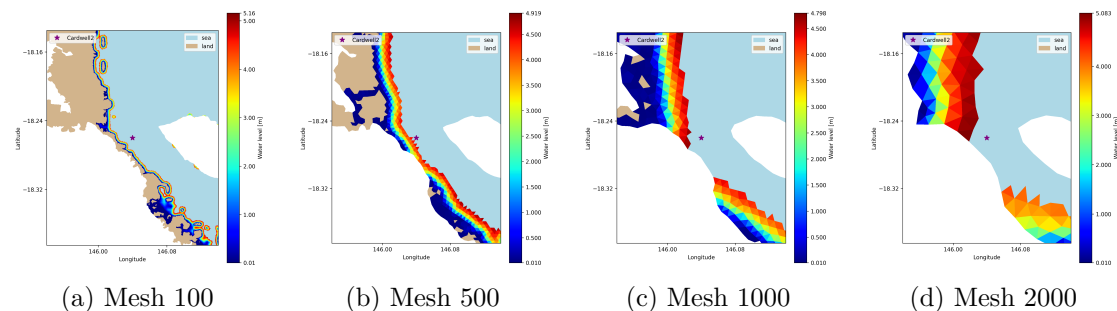 5.16
5.00
4.00
3.00
2.00
1.00
0.01
Water level [m]
Cardwell2
sea
land
−18.16
−18.24
−18.32
Latitude
146.00
146.08
Longitude
(a) Mesh 100
4.919
4.500
4.000
3.500
3.000
2.500
2.000
1.500
1.000
0.500
0.010
Water level [m]
Cardwell2
sea
land
−18.16
−18.24
−18.32
Latitude
146.00
146.08
Longitude
(b) Mesh 500
4.798
4.500
4.000
3.500
3.000
2.500
2.000
1.500
1.000
0.500
0.010
Water level [m]
Cardwell2
sea
land
−18.16
−18.24
−18.32
Latitude
146.00
146.08
Longitude
(c) Mesh 1000
5.083
4.000
3.000
2.000
1.000
0.010
Water level [m]
Cardwell2
sea
land
−18.16
−18.24
−18.32
Latitude
146.00
146.08
Longitude
(d) Mesh 2000